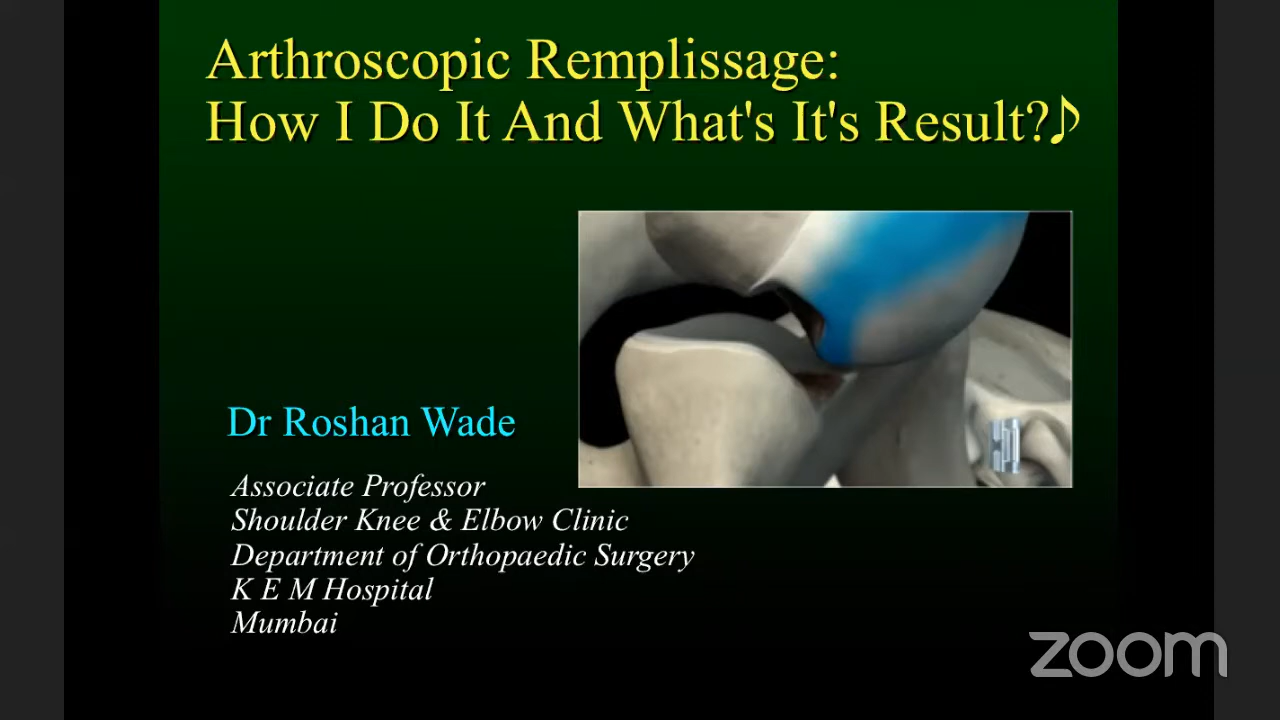 Arthroscopic Remplissage:
How I Do It And What's It's Result?♪
Dr Roshan Wade
Associate Professor
Shoulder Knee & Elbow Clinic
Department of Orthopaedic Surgery
K E M Hospital
Mumbai
zoom